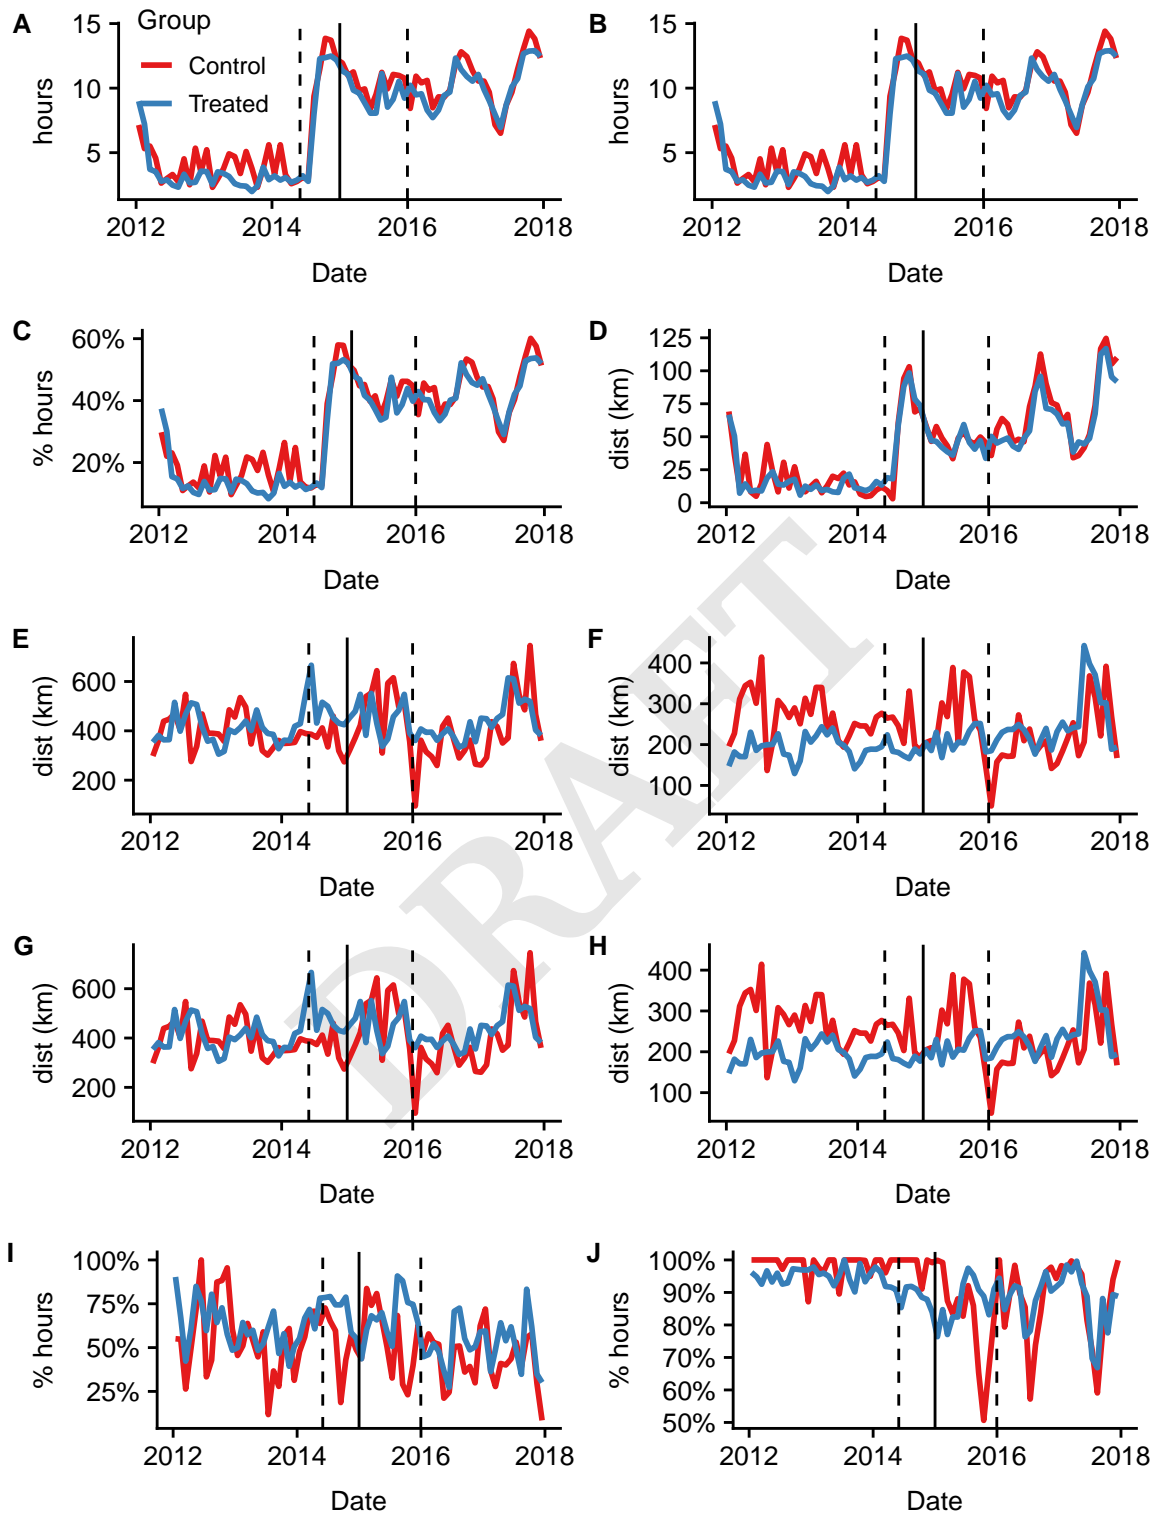 A
Group
Control
Treated
hours
15
10
5
2012 2014 2016 2018
Date
B
hours
15
10
5
2012 2014 2016 2018
Date
C
% hours
60%
40%
20%
2012 2014 2016 2018
Date
D
dist (km)
125
100
75
50
25
0
2012 2014 2016 2018
Date
E
dist (km)
600
400
200
2012 2014 2016 2018
Date
F
dist (km)
400
300
200
100
2012 2014 2016 2018
Date
G
dist (km)
600
400
200
2012 2014 2016 2018
Date
H
dist (km)
400
300
200
100
2012 2014 2016 2018
Date
I
% hours
100%
75%
50%
25%
2012 2014 2016 2018
Date
J
% hours
100%
90%
80%
70%
60%
50%
2012 2014 2016 2018
Date
DRAFT